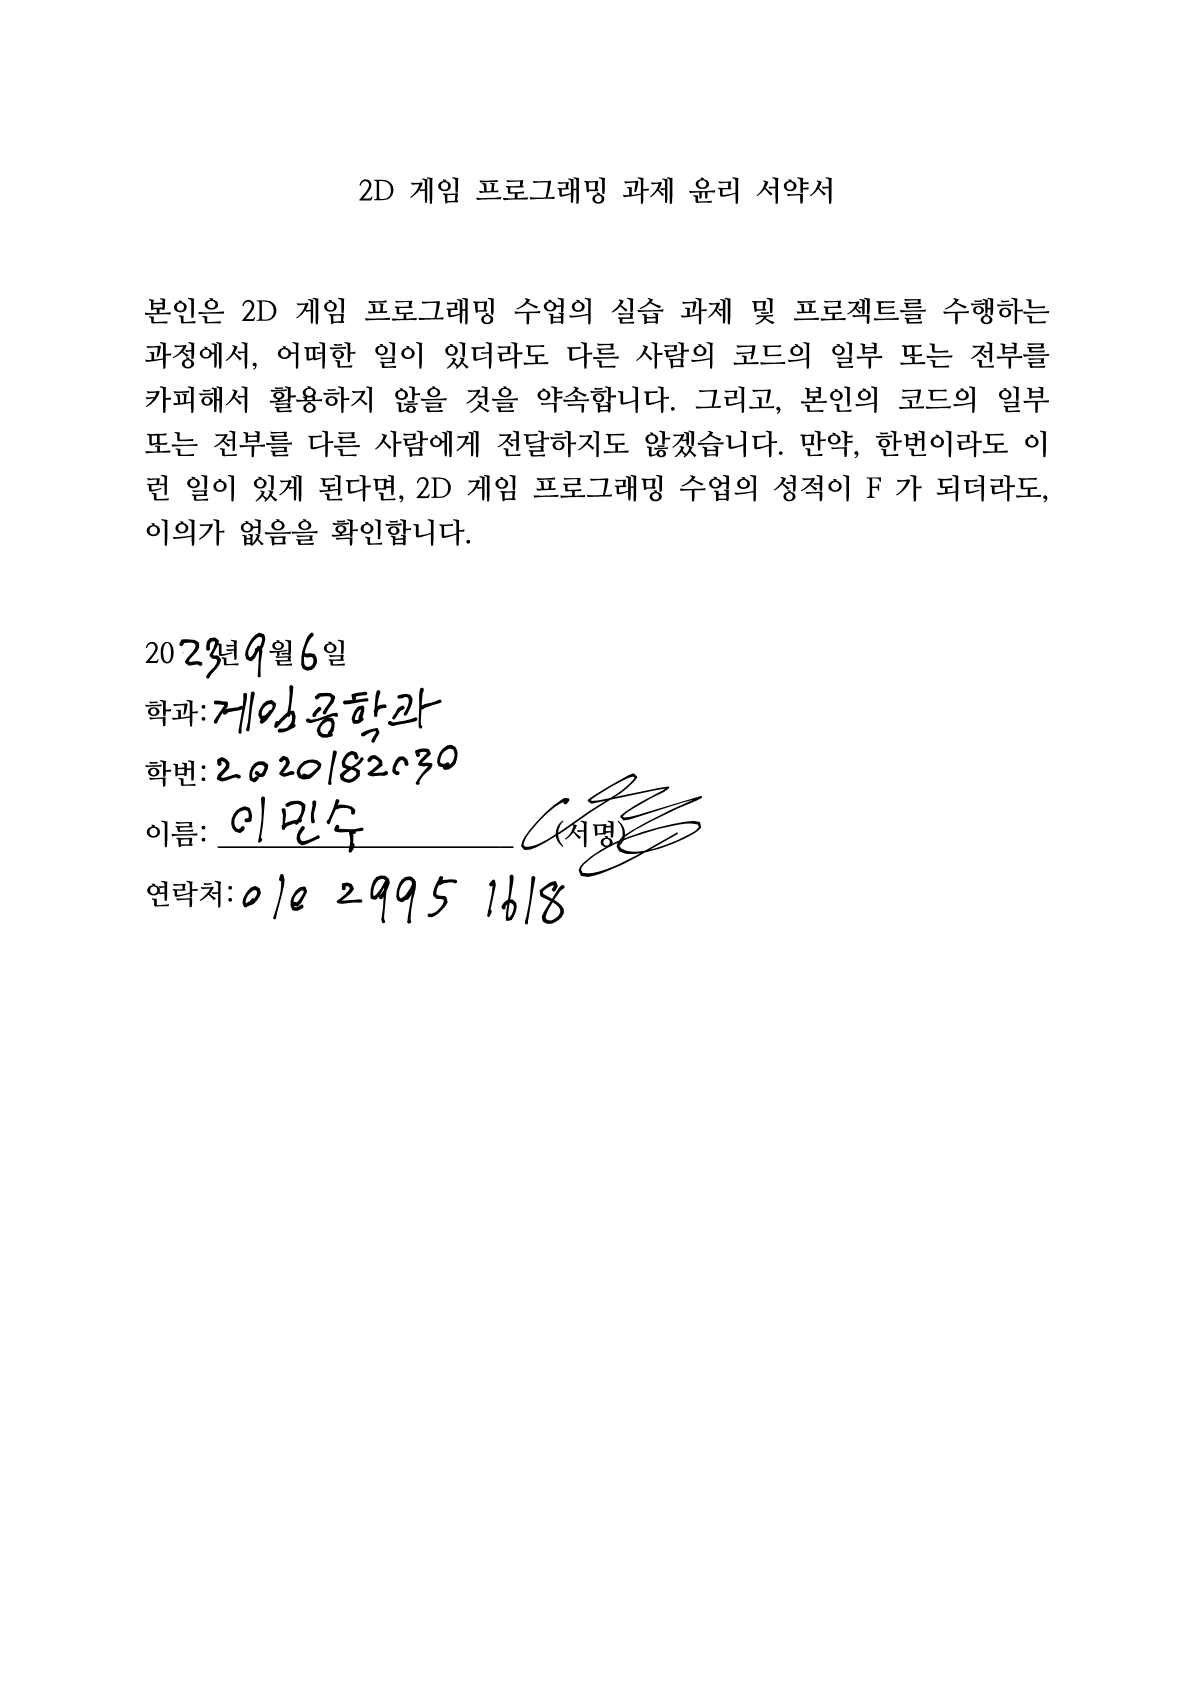 2D 게임 프로그래밍 과제 윤리 서약서
본인은 2D 게임 프로그래밍 수업의 실습 과제 및 프로젝트를 수행하는
과정에서, 어떠한 일이 있더라도 다른 사람의 코드의 일부 또는 전부를
카피해서 활용하지 않을 것을 약속합니다. 그리고, 본인의 코드의 일부
또는 전부를 다른 사람에게 전달하지도 않겠습니다. 만약, 한번이라도 이
런 일이 있게 된다면, 2D 게임 프로그래밍 수업의 성적이 F 가 되더라도,
이의가 없음을 확인합니다.
2023년 9월 6일
학과: 게임공학과
학번: 2020182030
이름: 이민수 (서명)
연락처: 010 2995 1618